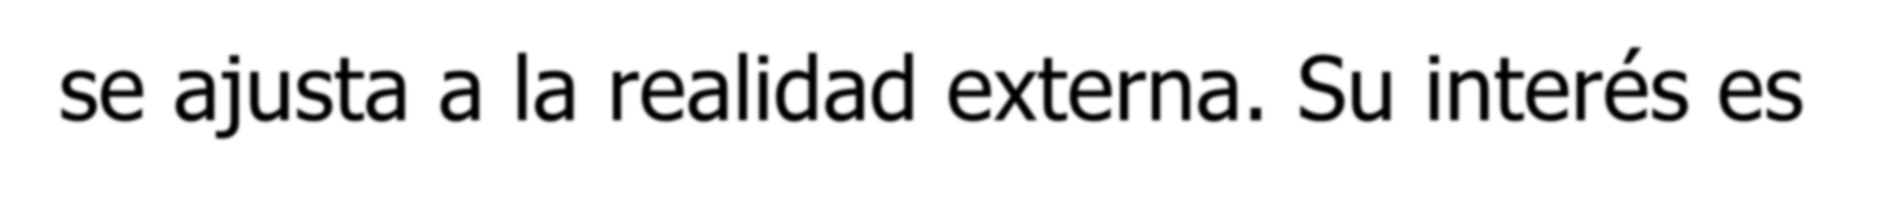 se ajusta a la realidad externa. Su interés es